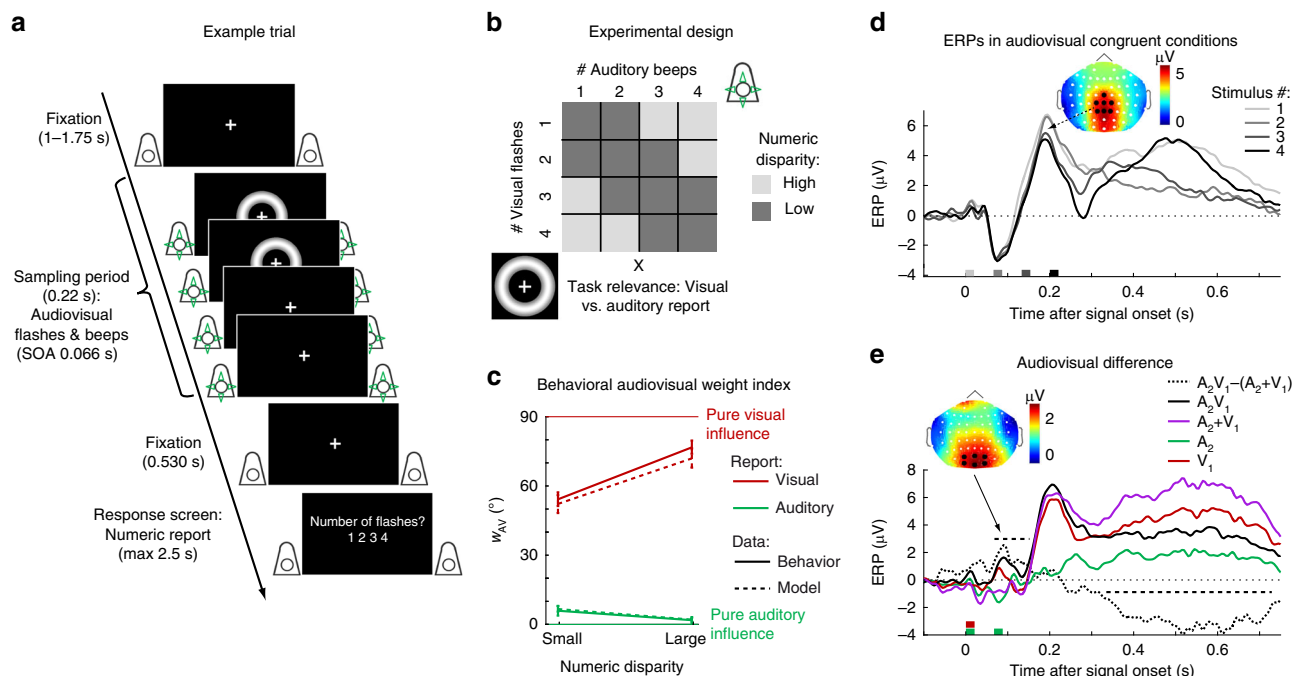 a
Example trial
Fixation
(1–1.75 s)
Sampling period
(0.22 s):
Audiovisual
flashes & beeps
(SOA 0.066 s)
Fixation
(0.530 s)
Response screen:
Numeric report
(max 2.5 s)
Number of flashes?
1 2 3 4
b
Experimental design
# Auditory beeps
1 2 3 4
# Visual flashes
1
2
3
4
Numeric
disparity:
High
Low
X
Task relevance: Visual
vs. auditory report
c
Behavioral audiovisual weight index
90
60
30
0
wAV (°)
Pure visual
influence
Report:
Visual
Auditory
Data:
Behavior
Model
Pure auditory
influence
Small Large
Numeric disparity
d
ERPs in audiovisual congruent conditions
μV
5
0
Stimulus #:
1
2
3
4
6
4
2
0
−2
−4
ERP (μV)
0 0.2 0.4 0.6
Time after signal onset (s)
e
Audiovisual difference
μV
2
0
A2V1−(A2+V1)
A2V1
A2+V1
A2
V1
8
6
4
2
0
−2
−4
ERP (μV)
0 0.2 0.4 0.6
Time after signal onset (s)